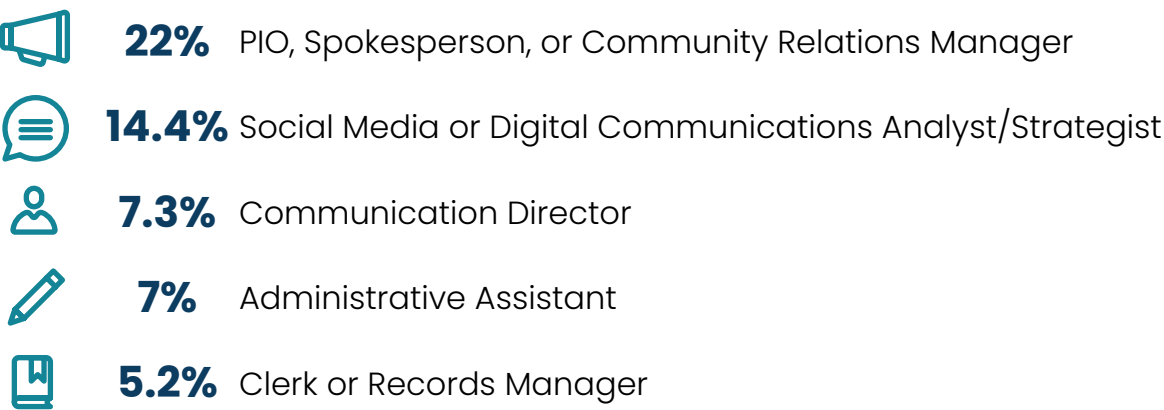 22% PIO, Spokesperson, or Community Relations Manager
14.4% Social Media or Digital Communications Analyst/Strategist
7.3% Communication Director
7% Administrative Assistant
5.2% Clerk or Records Manager